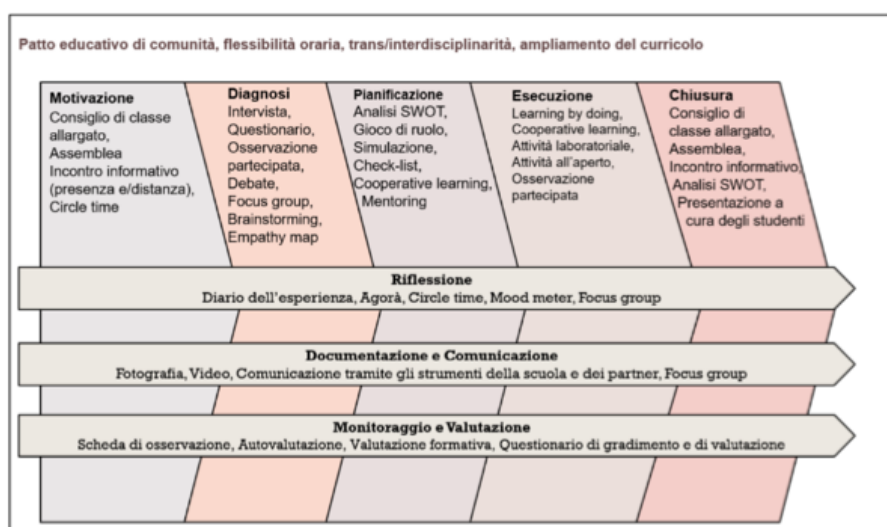 Patto educativo di comunità, flessibilità oraria, trans/interdisciplinarità, ampliamento del curricolo
Motivazione
Consiglio di classe
allargato,
Assemblea
Incontro informativo
(presenza e/distanza),
Circle time
Diagnosi
Intervista,
Questionario,
Osservazione
partecipata,
Debate,
Focus group,
Brainstorming,
Empathy map
Pianificazione
Analisi SWOT,
Gioco di ruolo,
Simulazione,
Check-list,
Cooperative learning,
Mentoring
Esecuzione
Learning by doing,
Cooperative learning,
Attività laboratoriale,
Attività all'aperto,
Osservazione
partecipata
Chiusura
Consiglio di
classe allargato,
Assemblea,
Incontro informativo,
Analisi SWOT,
Presentazione a
cura degli studenti
Riflessione
Diario dell'esperienza, Agorà, Circle time, Mood meter, Focus group
Documentazione e Comunicazione
Fotografia, Video, Comunicazione tramite gli strumenti della scuola e dei partner, Focus group
Monitoraggio e Valutazione
Scheda di osservazione, Autovalutazione, Valutazione formativa, Questionario di gradimento e di valutazione